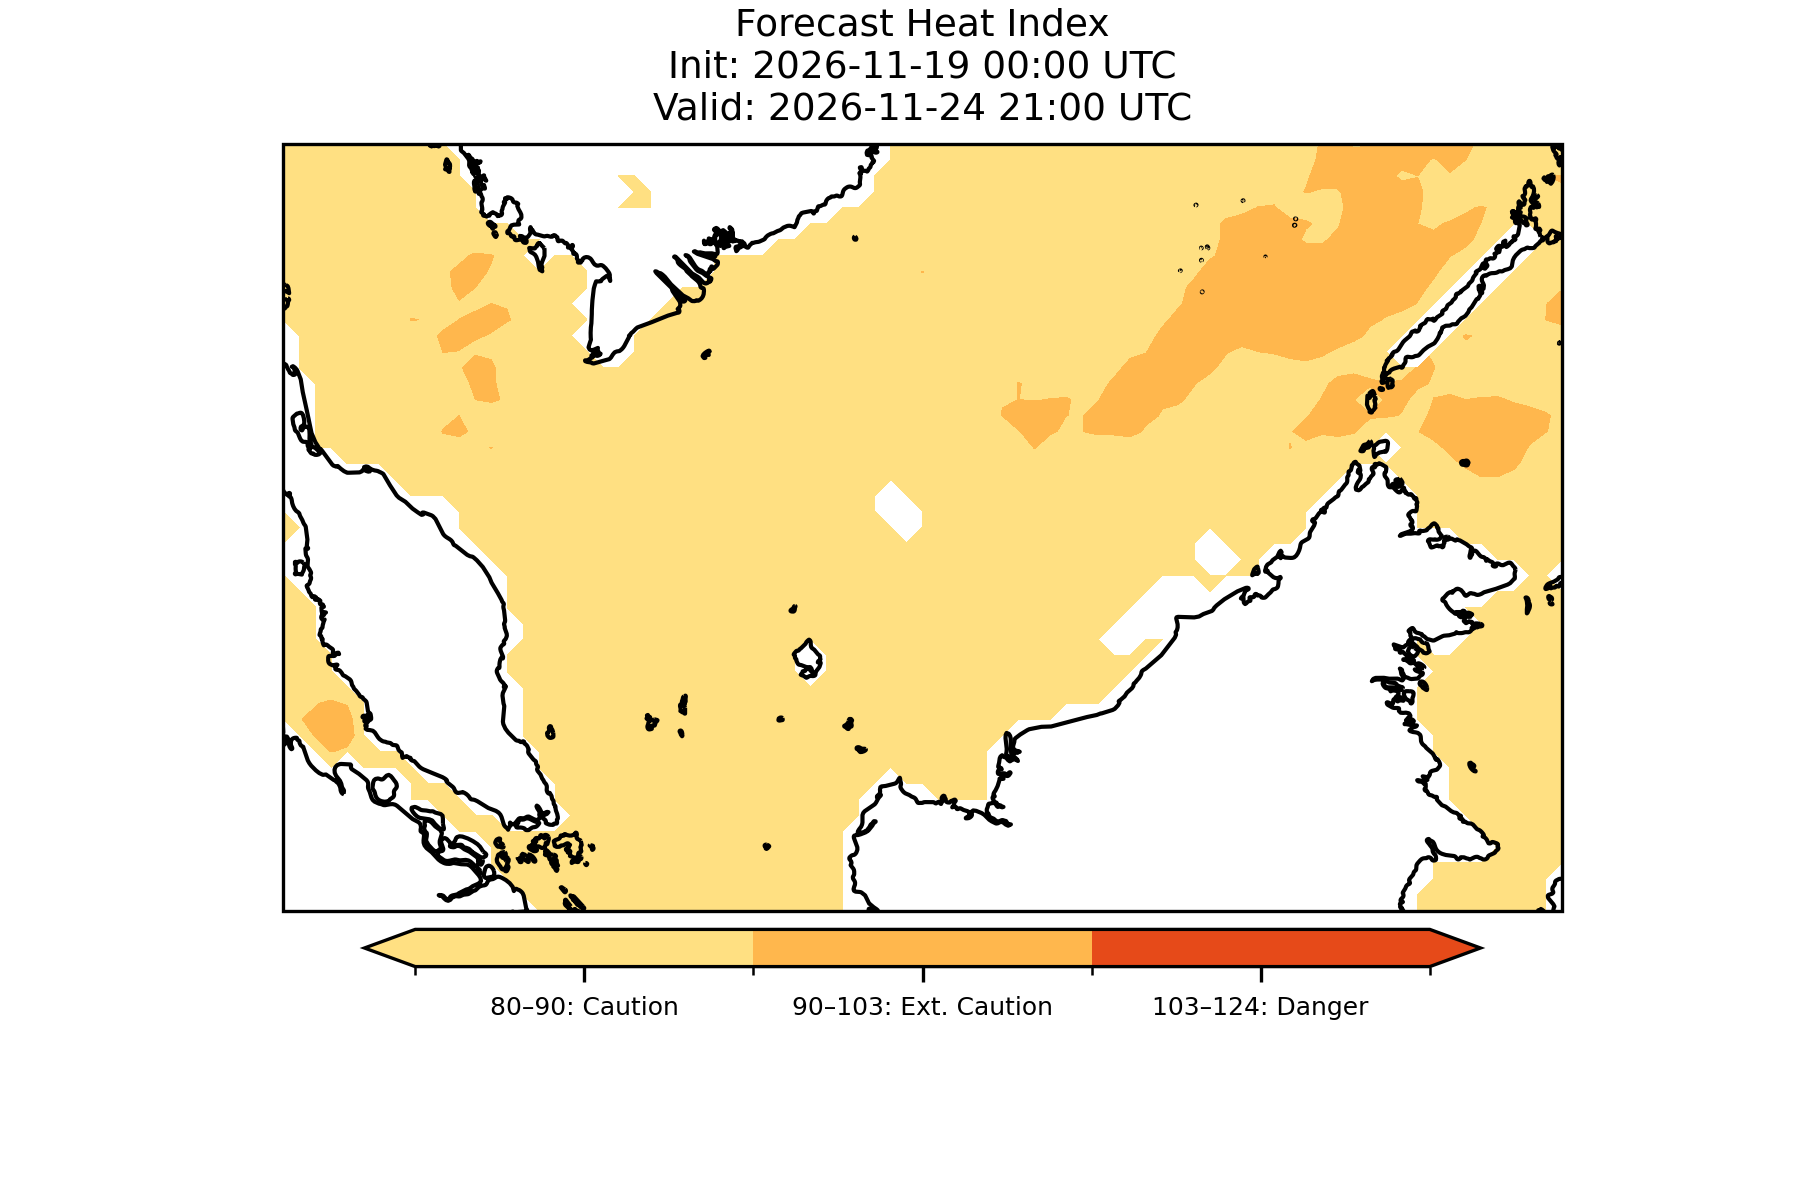 Forecast Heat Index
Init: 2026-11-19 00:00 UTC
Valid: 2026-11-24 21:00 UTC
80–90: Caution
90–103: Ext. Caution
103–124: Danger